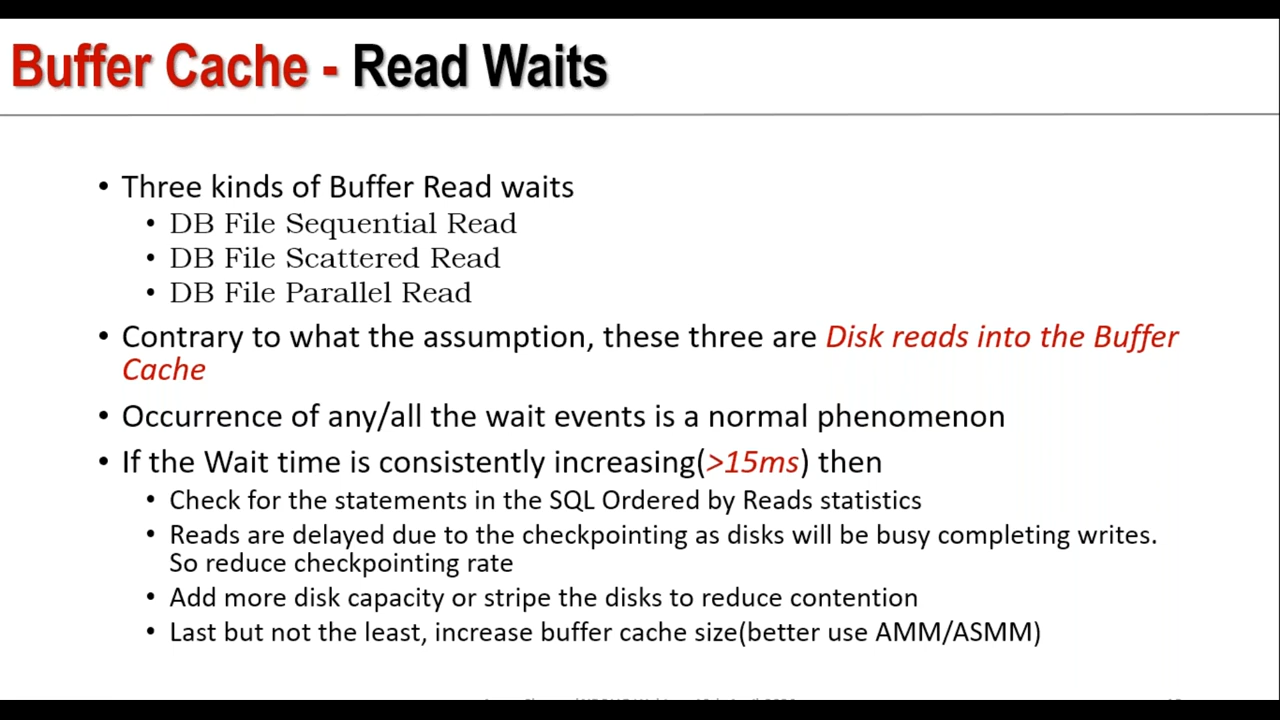 Buffer Cache - Read Waits
• Three kinds of Buffer Read waits
• DB File Sequential Read
• DB File Scattered Read
• DB File Parallel Read
• Contrary to what the assumption, these three are Disk reads into the Buffer
Cache
• Occurrence of any/all the wait events is a normal phenomenon
• If the Wait time is consistently increasing(>15ms) then
• Check for the statements in the SQL Ordered by Reads statistics
• Reads are delayed due to the checkpointing as disks will be busy completing writes.
So reduce checkpointing rate
• Add more disk capacity or stripe the disks to reduce contention
• Last but not the least, increase buffer cache size(better use AMM/ASMM)